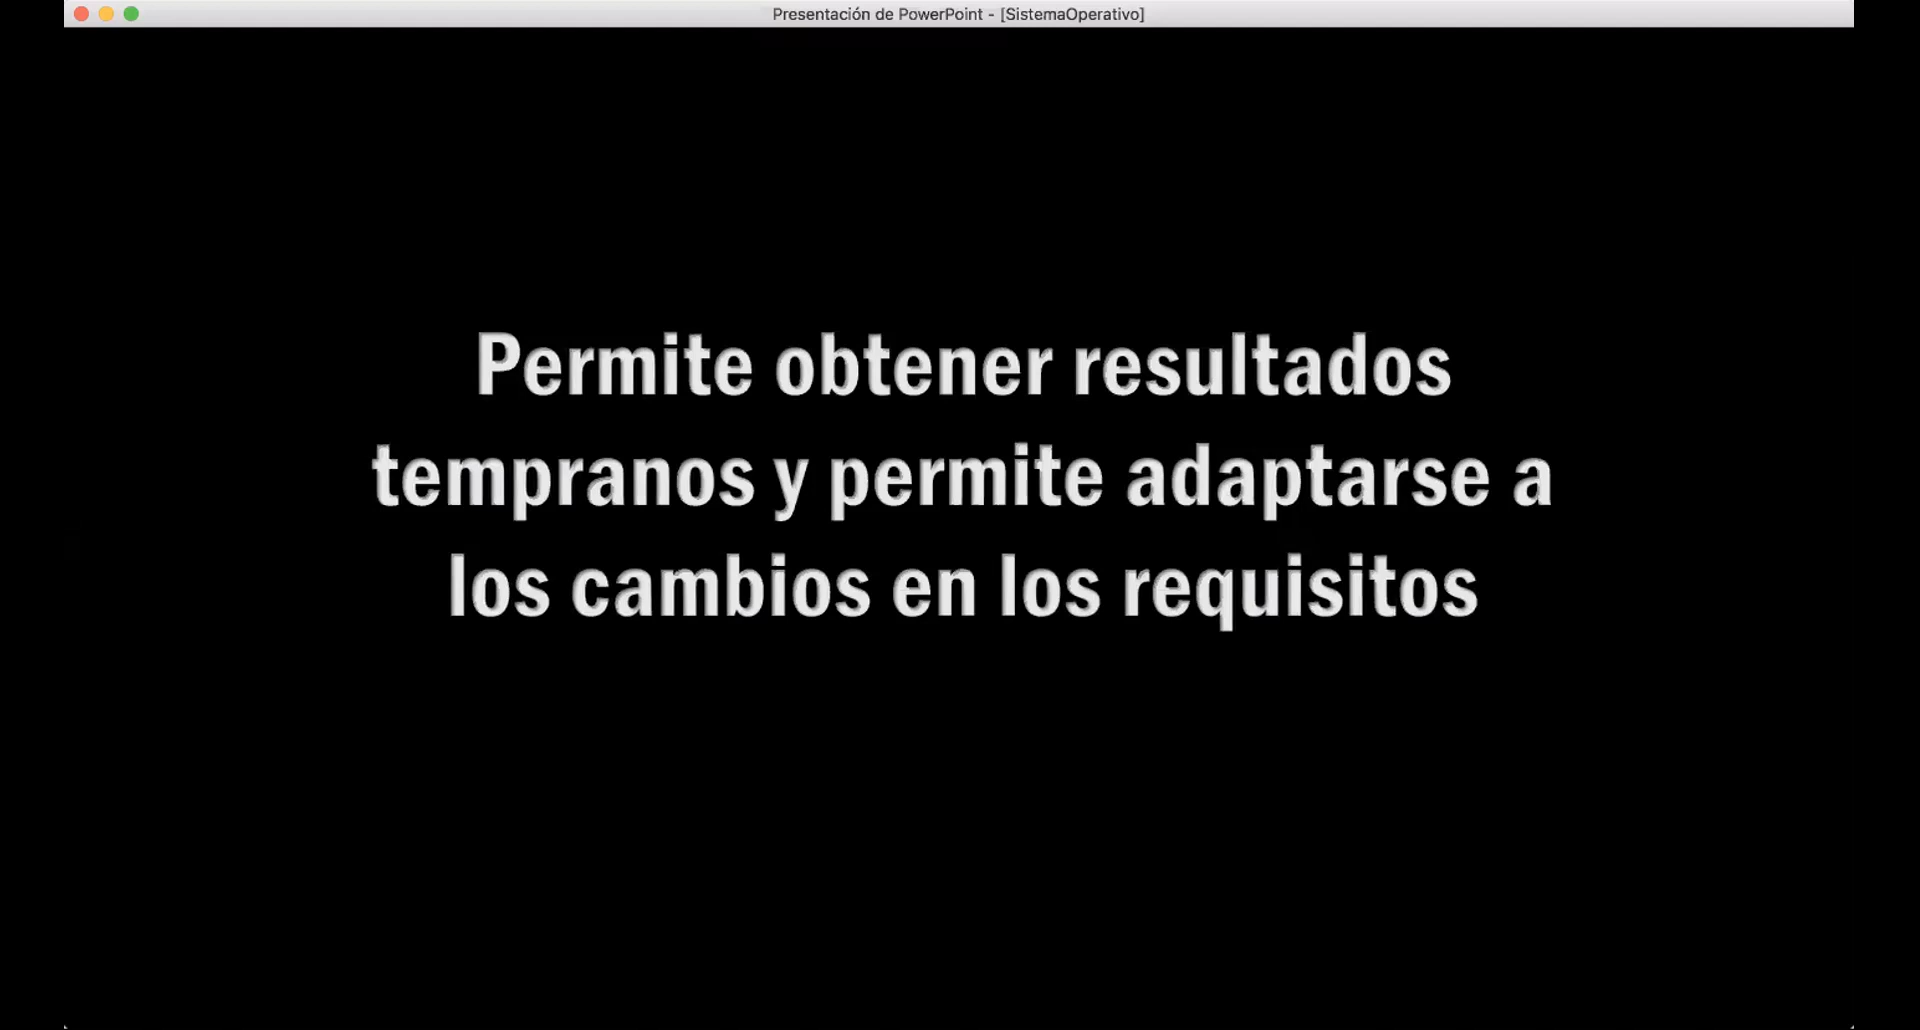 Presentación de PowerPoint - [SistemaOperativo]
Permite obtener resultados
tempranos y permite adaptarse a
los cambios en los requisitos